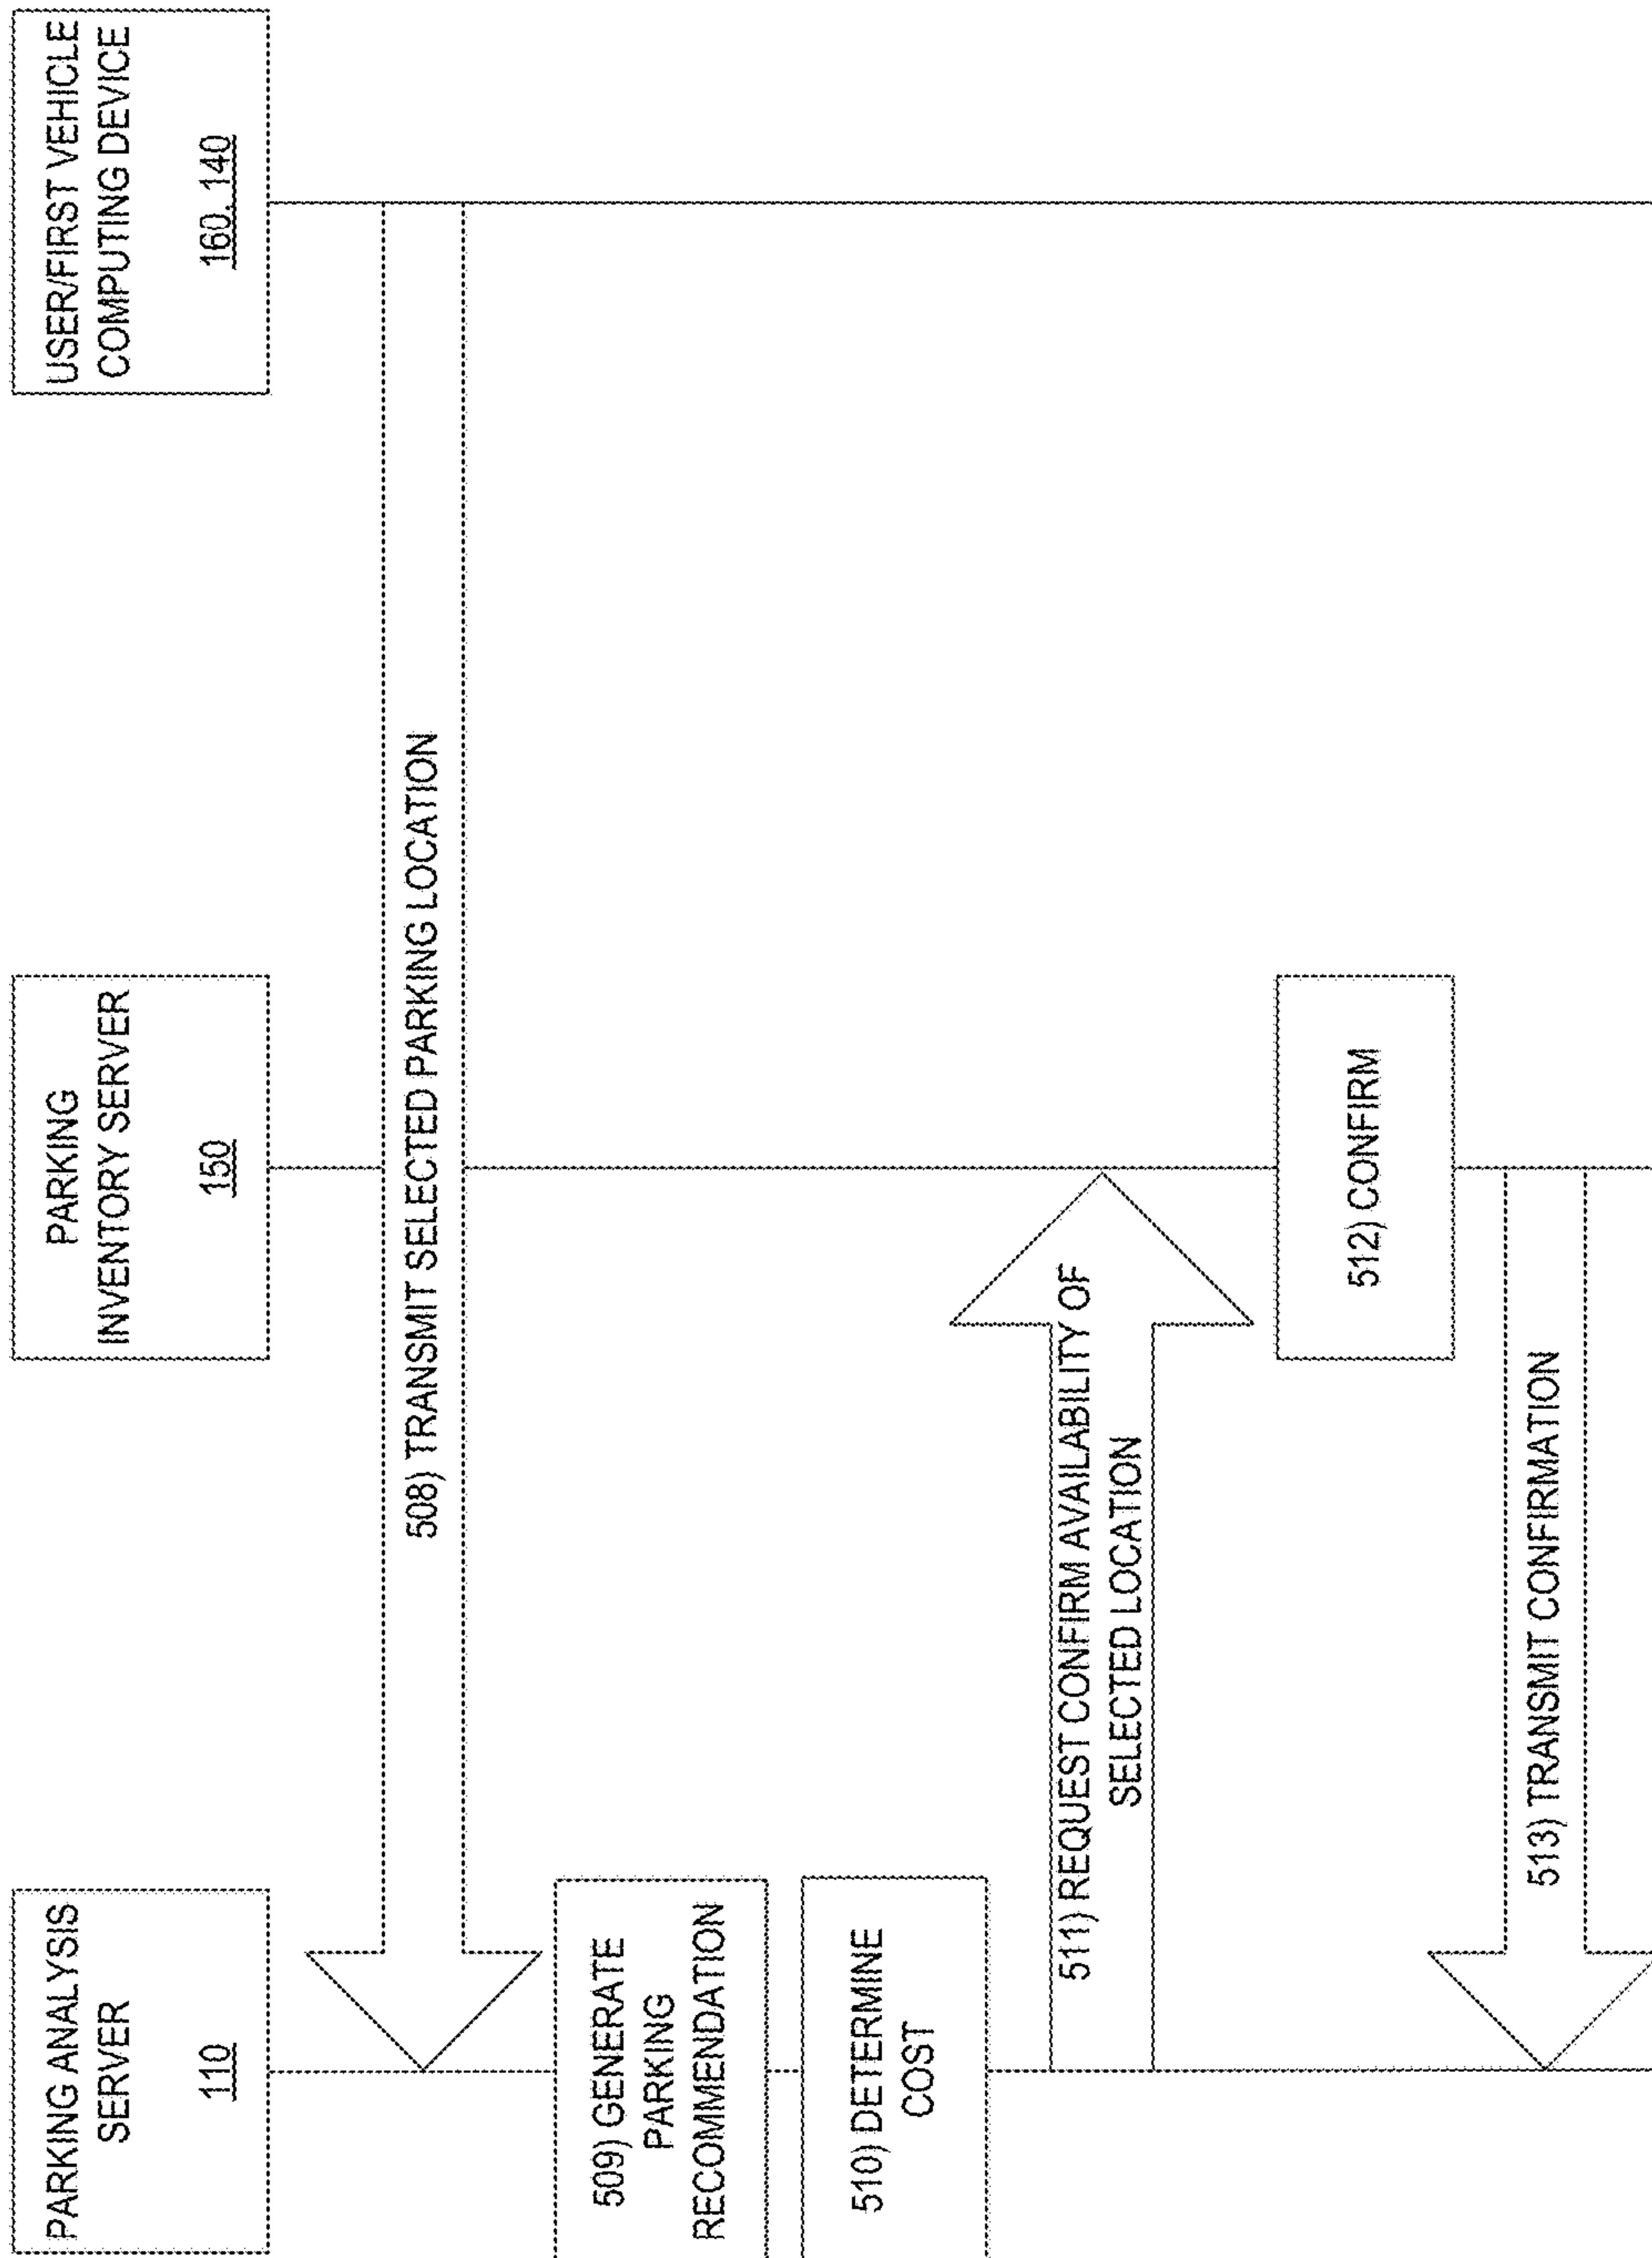 PARKING ANALYSIS
SERVER
110
PARKING
INVENTORY SERVER
150
USER/FIRST VEHICLE
COMPUTING DEVICE
160, 140
508) TRANSMIT SELECTED PARKING LOCATION
509) GENERATE
PARKING
RECOMMENDATION
510) DETERMINE
COST
511) REQUEST CONFIRM AVAILABILITY OF
SELECTED LOCATION
512) CONFIRM
513) TRANSMIT CONFIRMATION